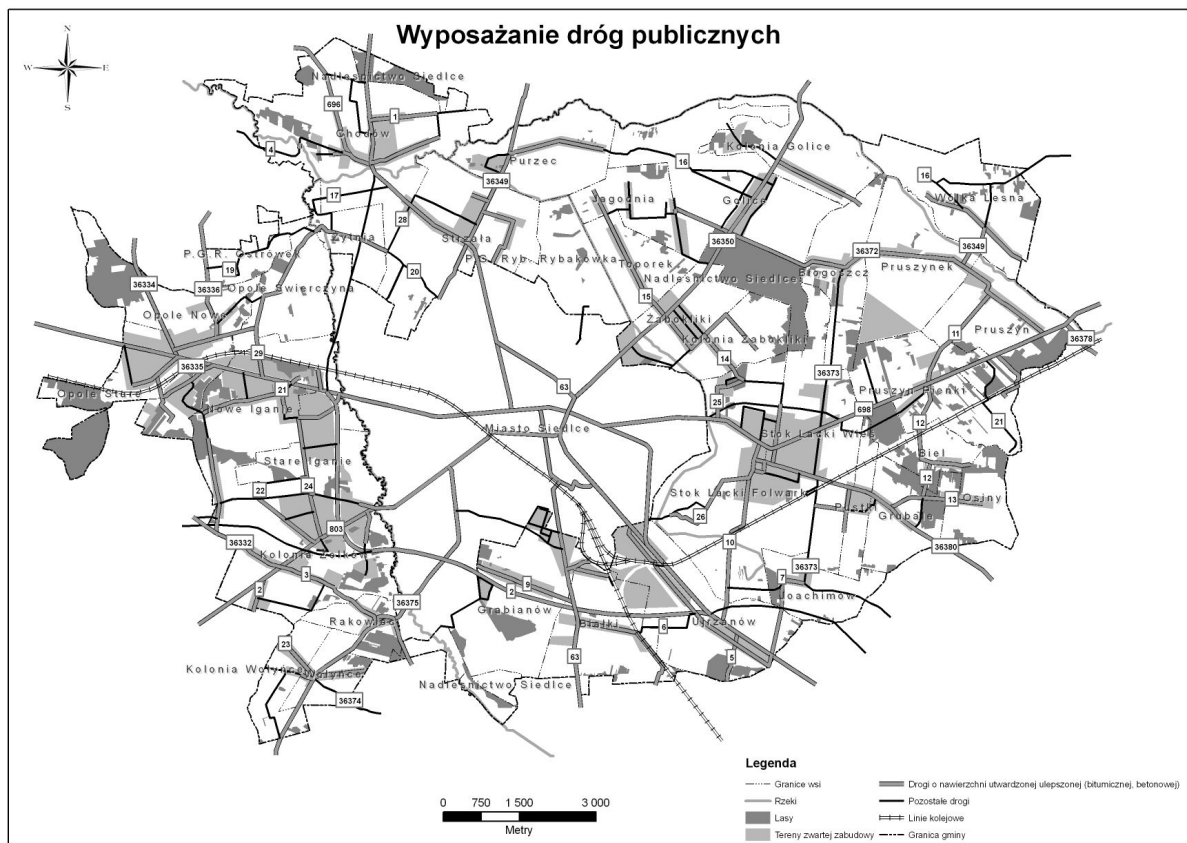 Wyposażanie dróg publicznych
N
W E
S
Nadleśnictwo Siedlce
696
1
Chodów
4
Purzec
Kolonia Golice
16
16
36349
17
Jagodnia
Golice
Wólka Leśna
28
Żytnia
Strzała
36350
36372
36349
P.G.R. Ostrówek
P.G. Ryb. Rybakówka
Toporek
Błogoszcz
Pruszynek
19
20
Nadleśnictwo Siedlce
36334
36336
Opole Świerczyna
15
Opole Nowe
Żabokliki
Pruszyn
11
Kolonia Żabokliki
36378
29
14
36335
36373
21
63
Pruszyn Pieńki
Opole Stare
25
Nowe Iganie
698
21
12
Miasto Siedlce
Stok Lacki Wieś
Biel
Stare Iganie
12
22
24
Stok Lacki Folwark
13
Osiny
Pustki
Grubale
26
803
36332
10
36380
Kolonia Żołków
36373
3
7
2
9
2
Joachimów
36375
Grabianów
Rakowiec
Białki
6
Ujrzanów
23
63
5
Kolonia Wołyńce
Wołyńce
Nadleśnictwo Siedlce
36374
Legenda
Granice wsi
Rzeki
Lasy
Tereny zwartej zabudowy
Drogi o nawierzchni utwardzonej ulepszonej (bitumicznej, betonowej)
Pozostałe drogi
Linie kolejowe
Granica gminy
0 750 1 500 3 000
Metry